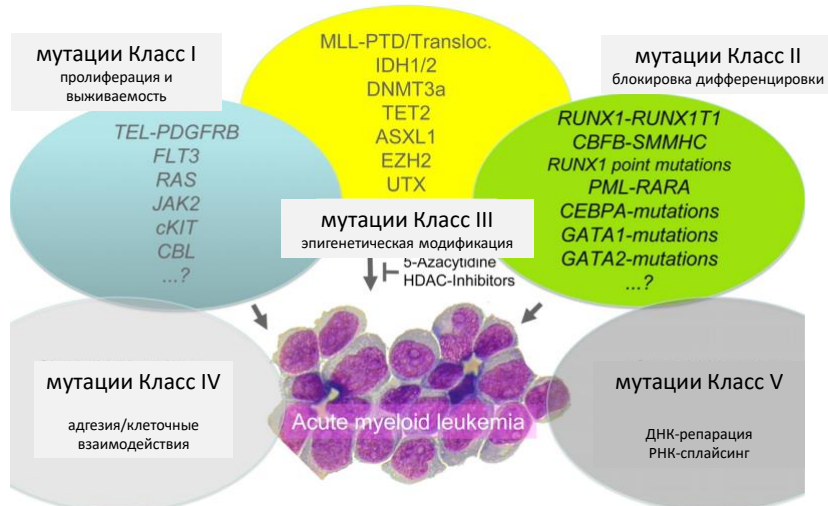 мутации Класс I
пролиферация и
выживаемость
TEL-PDGFRB
FLT3
RAS
JAK2
cKIT
CBL
...?
MLL-PTD/Transloc.
IDH1/2
DNMT3a
TET2
ASXL1
EZH2
UTX
мутации Класс III
эпигенетическая модификация
5-Azacytidine
HDAC-Inhibitors
мутации Класс II
блокировка дифференцировки
RUNX1-RUNX1T1
CBFB-SMMHC
RUNX1 point mutations
PML-RARA
CEBPA-mutations
GATA1-mutations
GATA2-mutations
...?
мутации Класс IV
адгезия/клеточные
взаимодействия
Acute myeloid leukemia
мутации Класс V
ДНК-репарация
РНК-сплайсинг